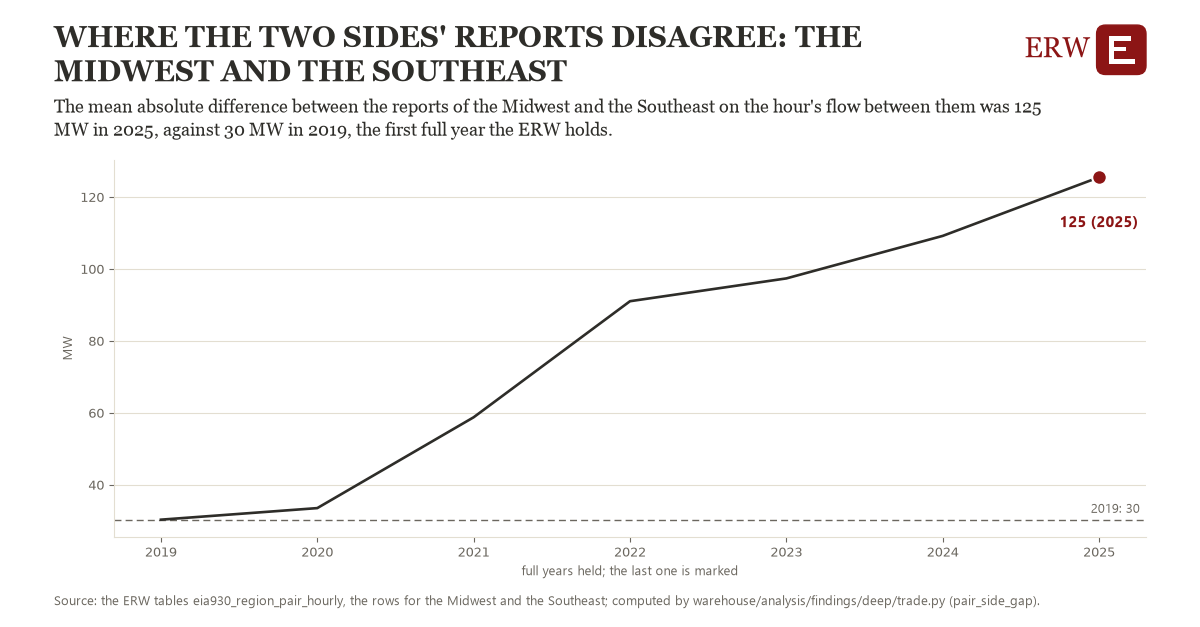 WHERE THE TWO SIDES' REPORTS DISAGREE: THE
MIDWEST AND THE SOUTHEAST
ERW E
The mean absolute difference between the reports of the Midwest and the Southeast on the hour's flow between them was 125
MW in 2025, against 30 MW in 2019, the first full year the ERW holds.
MW
120
100
80
60
40
125 (2025)
2019: 30
2019 2020 2021 2022 2023 2024 2025
full years held; the last one is marked
Source: the ERW tables eia930_region_pair_hourly, the rows for the Midwest and the Southeast; computed by warehouse/analysis/findings/deep/trade.py (pair_side_gap).